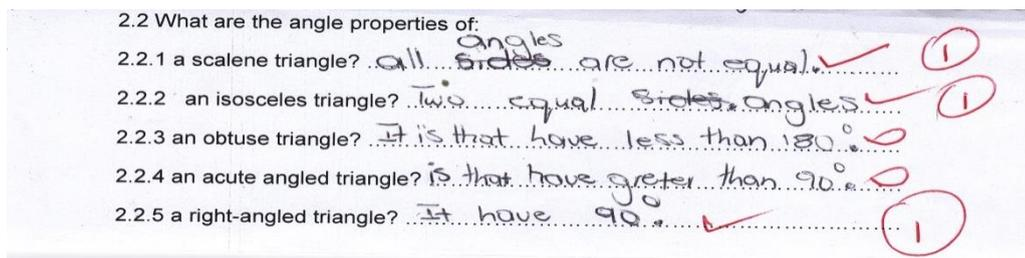 2.2 What are the angle properties of:
angles
2.2.1 a scalene triangle? all sides are not equal. 1
2.2.2 an isosceles triangle? Two equal sides. angles 1
2.2.3 an obtuse triangle? It is that have less than 180°.
2.2.4 an acute angled triangle? is that have greter than 90°.
2.2.5 a right-angled triangle? It have 90°. 1